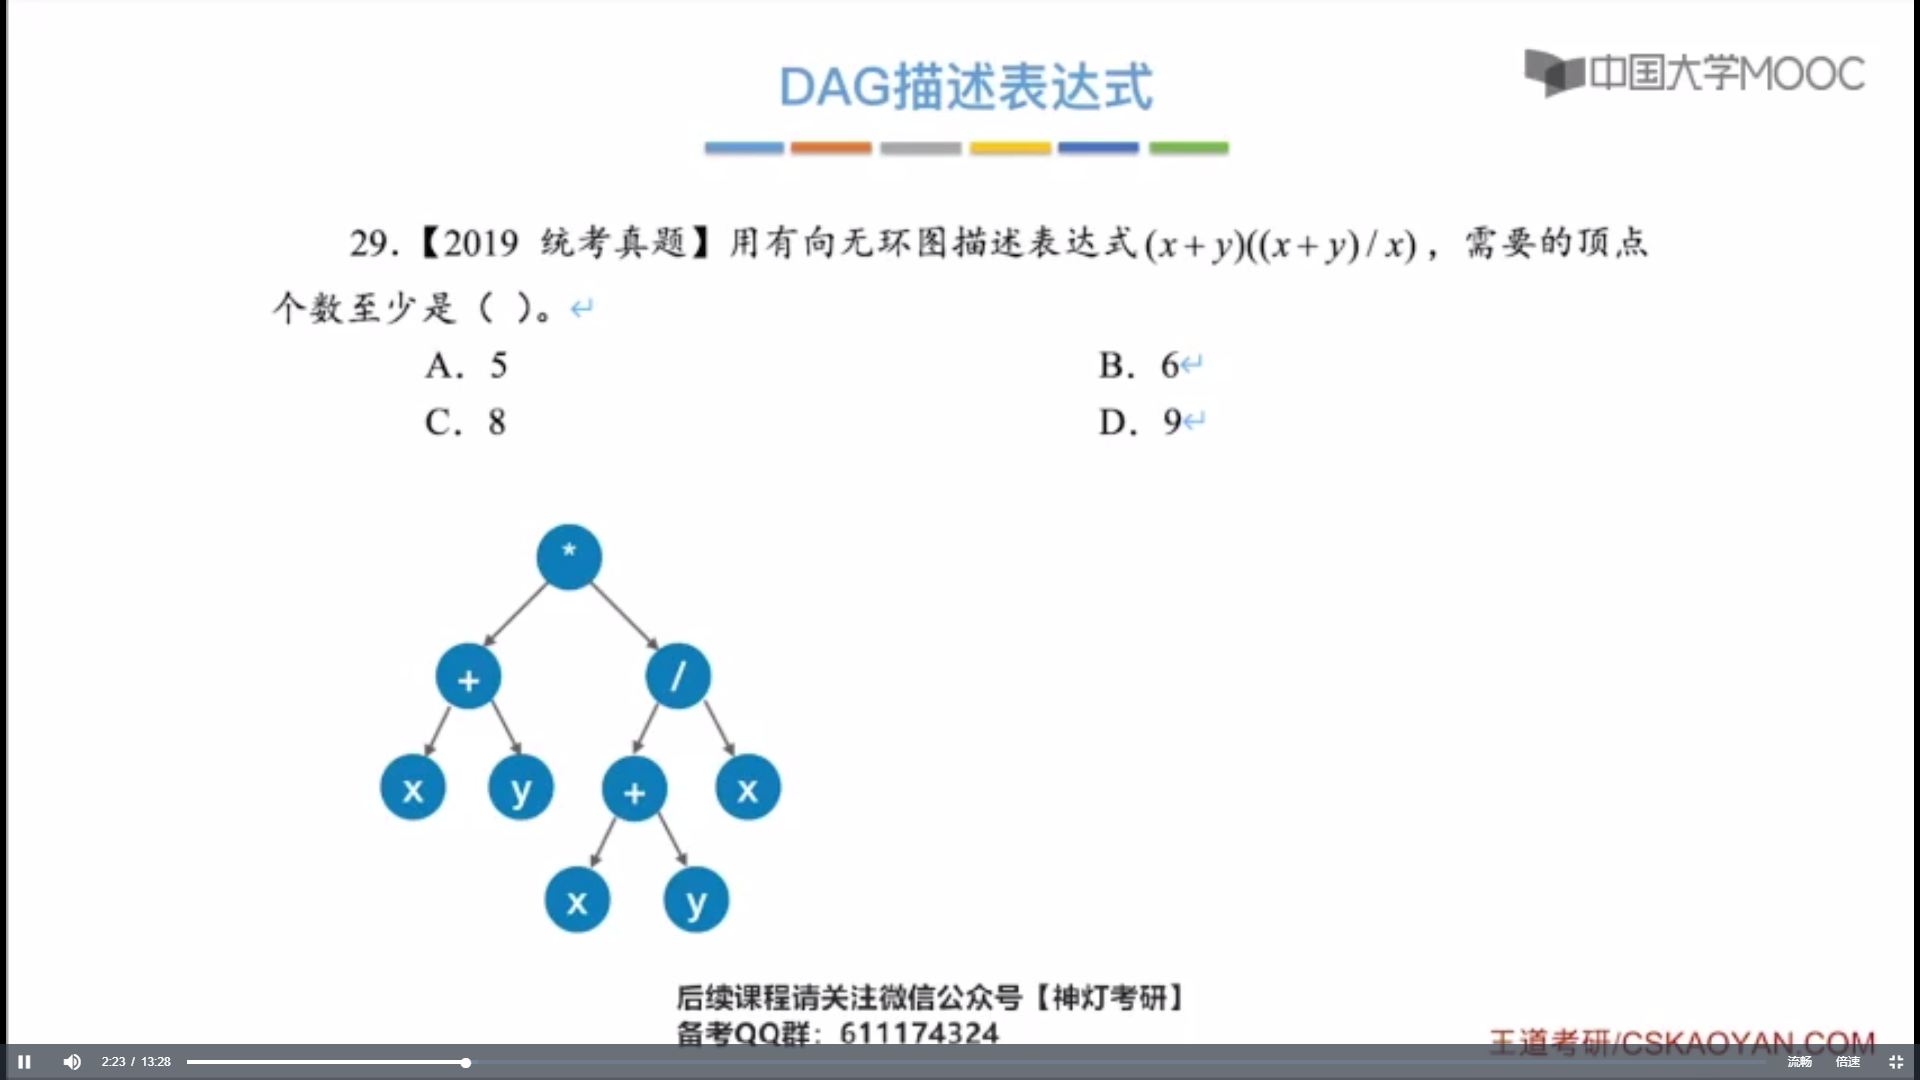 DAG描述表达式
中国大学MOOC
29.【2019 统考真题】用有向无环图描述表达式(x+y)((x+y)/x)，需要的顶点
个数至少是（ ）。↵
A. 5 B. 6↵
C. 8 D. 9↵
*
+ /
x y + x
x y
后续课程请关注微信公众号【神灯考研】
备考QQ群：611174324
王道考研/CSKAOYAN.COM
2:23 / 13:28 流畅 倍速